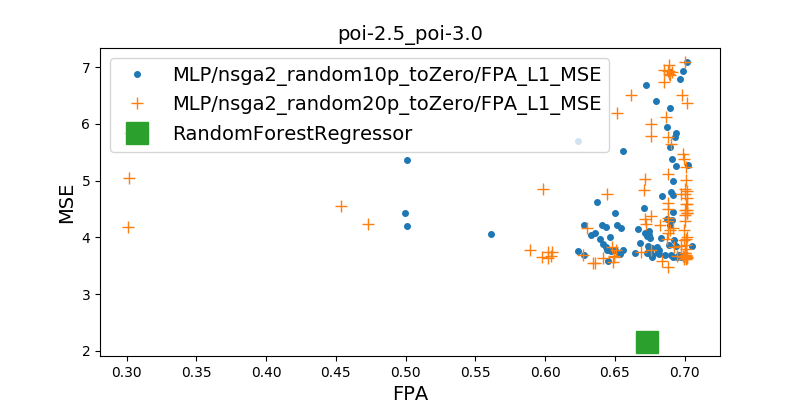 poi-2.5_poi-3.0
MLP/nsga2_random10p_toZero/FPA_L1_MSE
MLP/nsga2_random20p_toZero/FPA_L1_MSE
RandomForestRegressor
MSE
7
6
5
4
3
2
0.30 0.35 0.40 0.45 0.50 0.55 0.60 0.65 0.70
FPA